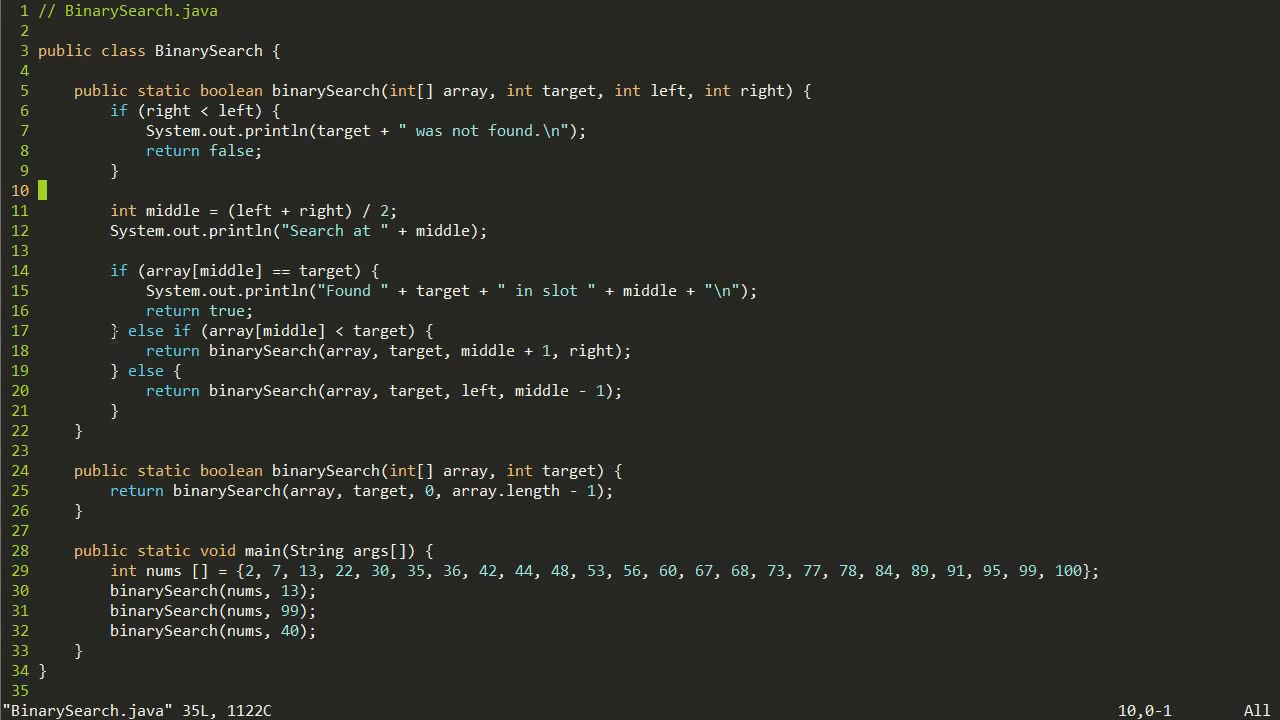 1 // BinarySearch.java
2
3 public class BinarySearch {
4
5     public static boolean binarySearch(int[] array, int target, int left, int right) {
6         if (right < left) {
7             System.out.println(target + " was not found.\n");
8             return false;
9         }
10
11         int middle = (left + right) / 2;
12         System.out.println("Search at " + middle);
13
14         if (array[middle] == target) {
15             System.out.println("Found " + target + " in slot " + middle + "\n");
16             return true;
17         } else if (array[middle] < target) {
18             return binarySearch(array, target, middle + 1, right);
19         } else {
20             return binarySearch(array, target, left, middle - 1);
21         }
22     }
23
24     public static boolean binarySearch(int[] array, int target) {
25         return binarySearch(array, target, 0, array.length - 1);
26     }
27
28     public static void main(String args[]) {
29         int nums [] = {2, 7, 13, 22, 30, 35, 36, 42, 44, 48, 53, 56, 60, 67, 68, 73, 77, 78, 84, 89, 91, 95, 99, 100};
30         binarySearch(nums, 13);
31         binarySearch(nums, 99);
32         binarySearch(nums, 40);
33     }
34 }
35
"BinarySearch.java" 35L, 1122C 10,0-1 All